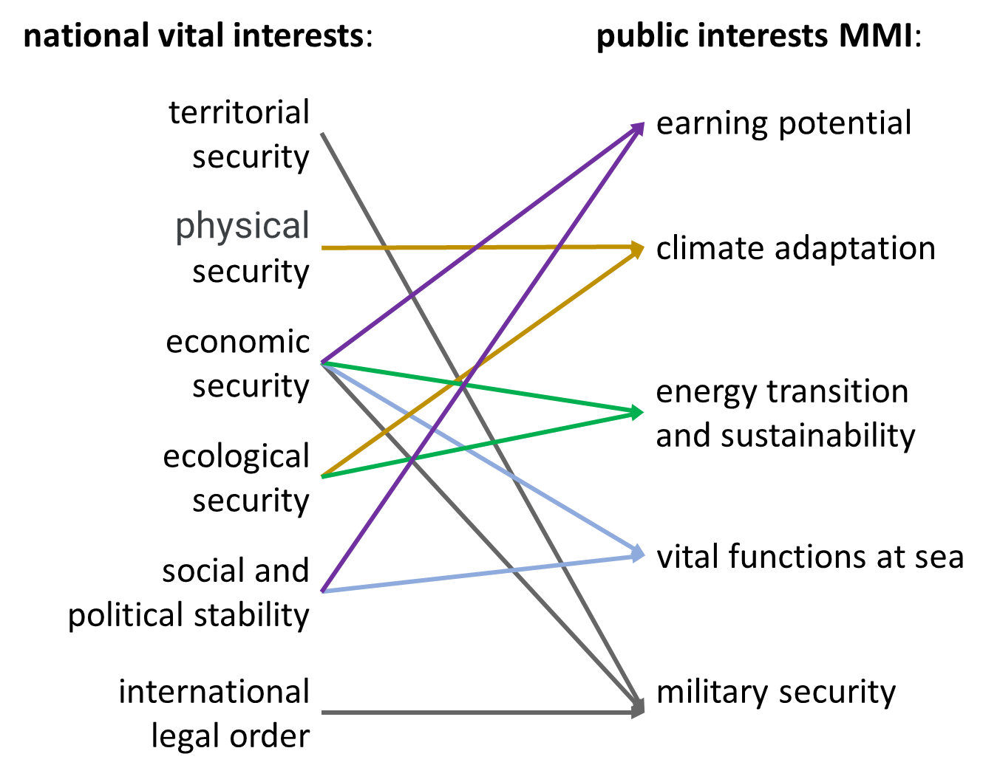 national vital interests:
territorial
security
physical
security
economic
security
ecological
security
social and
political stability
international
legal order
public interests MMI:
earning potential
climate adaptation
energy transition
and sustainability
vital functions at sea
military security